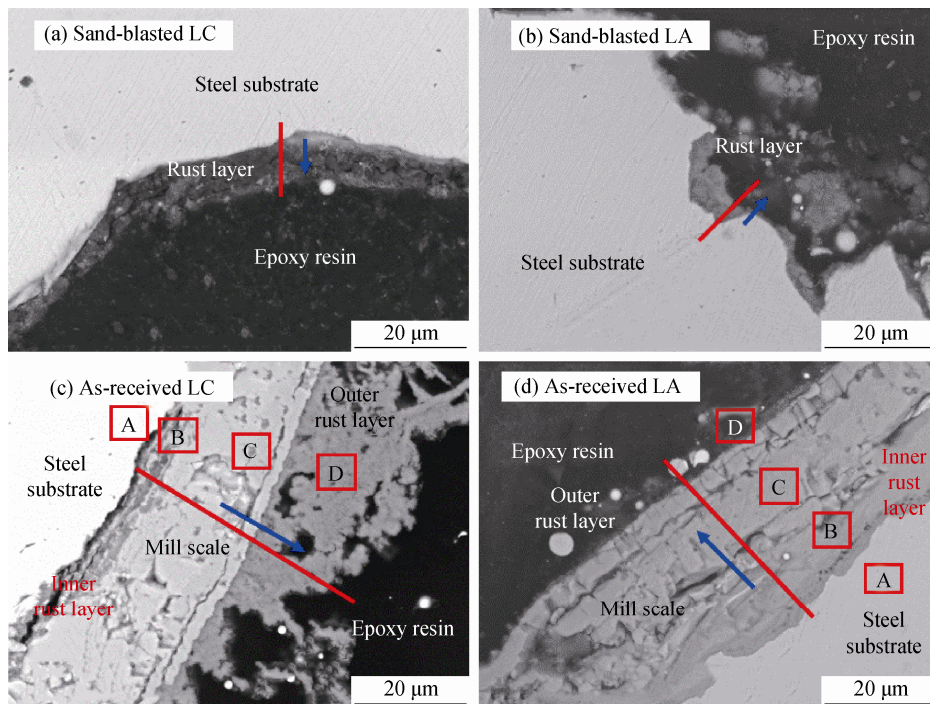 (a) Sand-blasted LC
Steel substrate
Rust layer
Epoxy resin
20 μm
(b) Sand-blasted LA
Epoxy resin
Rust layer
Steel substrate
20 μm
(c) As-received LC
Outer
rust layer
A
B
C
D
Steel
substrate
Mill scale
Inner
rust layer
Epoxy resin
20 μm
(d) As-received LA
D
Epoxy resin
Inner
rust
layer
C
Outer
rust layer
B
A
Mill scale
Steel
substrate
20 μm